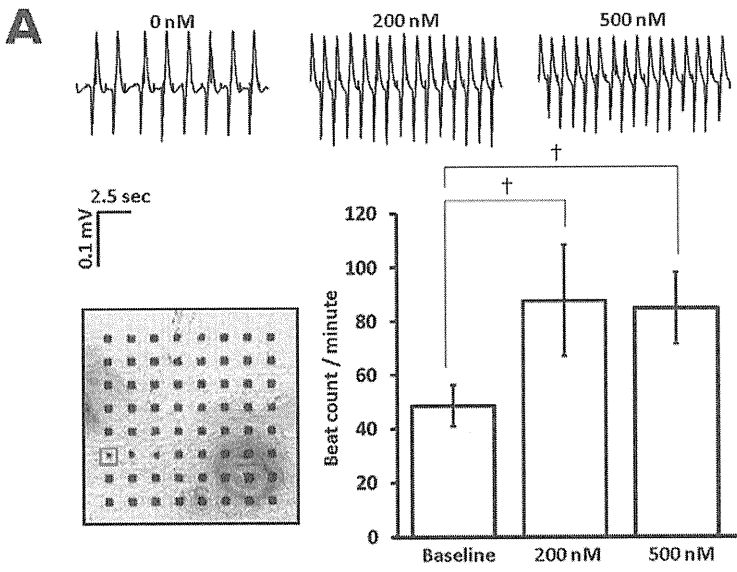 A
0 nM
200 nM
500 nM
2.5 sec
0.1 mV
†
†
Beat count / minute
120
100
80
60
40
20
0
Baseline
200 nM
500 nM